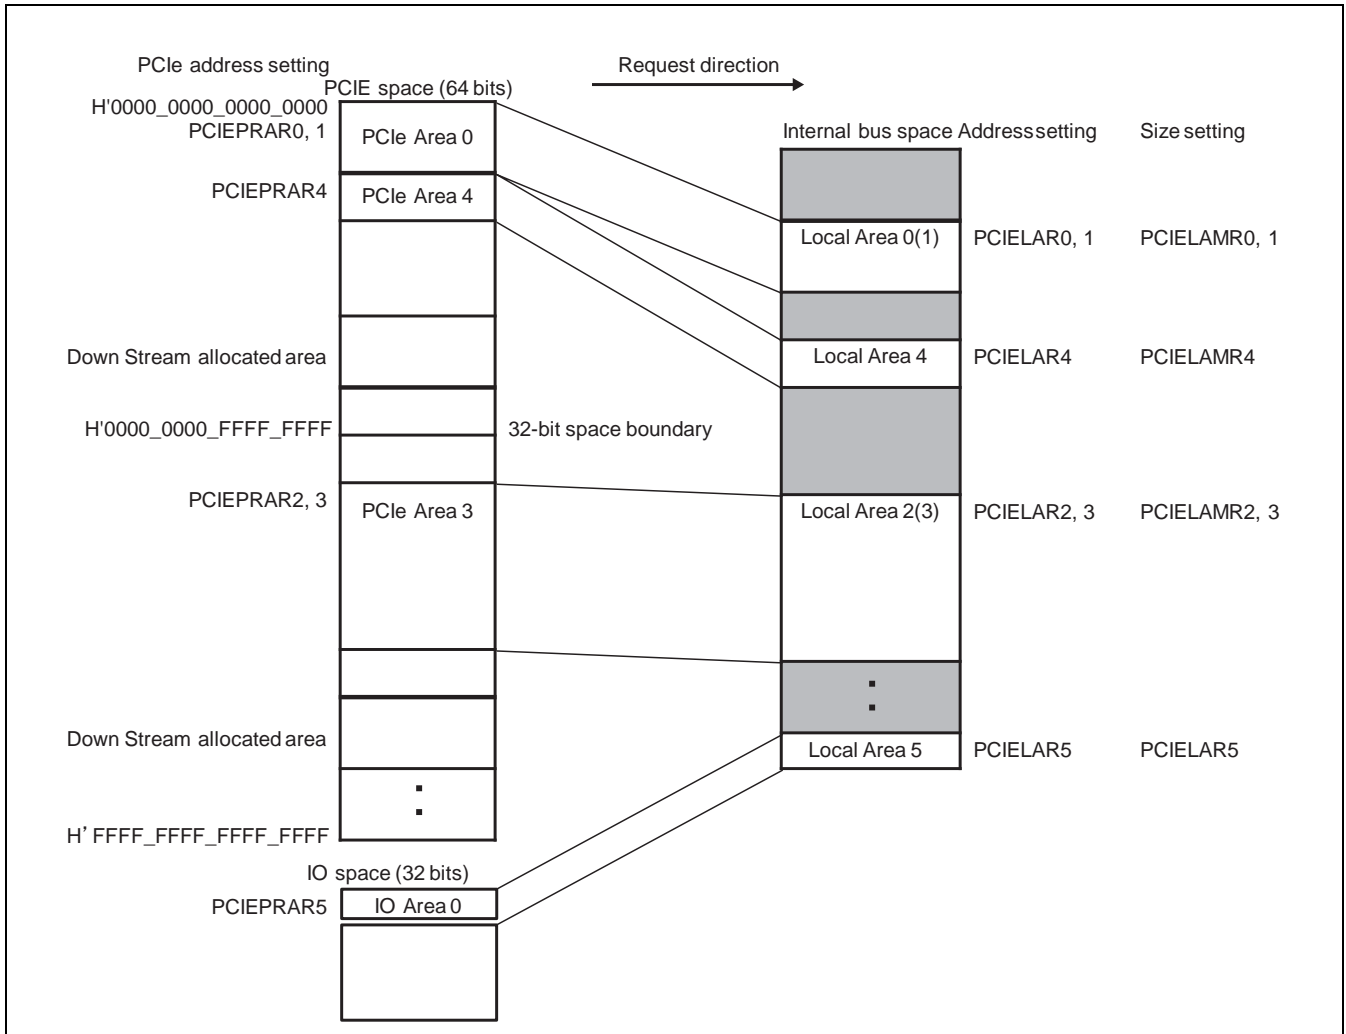 PCIe address setting
Request direction
PCIE space (64 bits)
H'0000_0000_0000_0000
PCIEPRAR0, 1
PCIe Area 0
Internal bus space Address setting Size setting
PCIEPRAR4
PCIe Area 4
Local Area 0(1) PCIELAR0, 1 PCIELAMR0, 1
Down Stream allocated area
Local Area 4 PCIELAR4 PCIELAMR4
H'0000_0000_FFFF_FFFF
32-bit space boundary
PCIEPRAR2, 3
PCIe Area 3
Local Area 2(3) PCIELAR2, 3 PCIELAMR2, 3
Down Stream allocated area
Local Area 5 PCIELAR5 PCIELAR5
H’FFFF_FFFF_FFFF_FFFF
IO space (32 bits)
PCIEPRAR5
IO Area 0